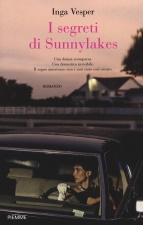 Inga Vesper
I segreti
di Sunnylakes
Una donna scomparsa.
Una domestica invisibile.
Il sogno americano non è mai stato così oscuro.
ROMANZO
PIEMME